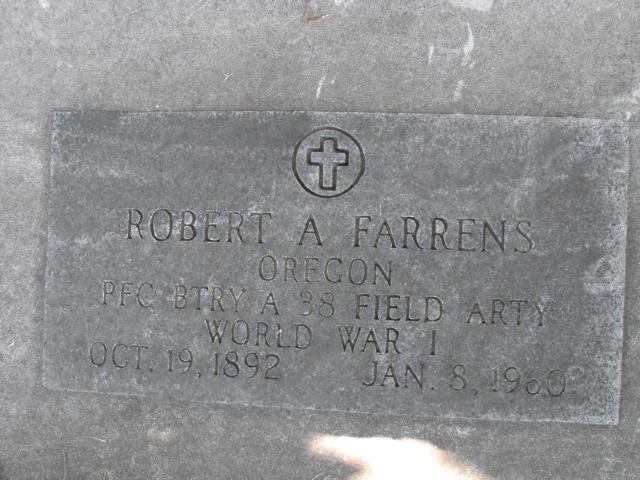 ROBERT A FARRENS
OREGON
PFC BTRY A 38 FIELD ARTY
WORLD WAR I
OCT. 19, 1892 JAN. 8, 1960